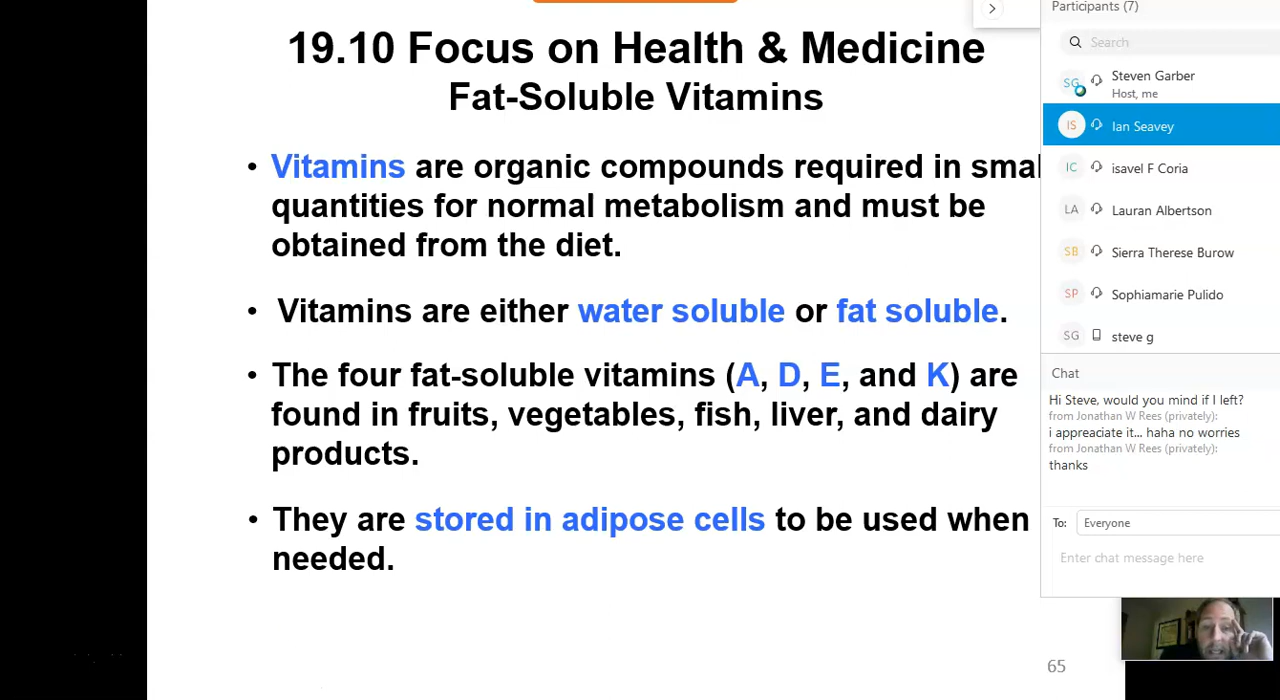 19.10 Focus on Health & Medicine
Fat-Soluble Vitamins
• Vitamins are organic compounds required in smal
quantities for normal metabolism and must be
obtained from the diet.
• Vitamins are either water soluble or fat soluble.
• The four fat-soluble vitamins (A, D, E, and K) are
found in fruits, vegetables, fish, liver, and dairy
products.
• They are stored in adipose cells to be used when
needed.
65
Participants (7)
Search
SG Steven Garber
Host, me
IS Ian Seavey
IC isavel F Coria
LA Lauran Albertson
SB Sierra Therese Burow
SP Sophiamarie Pulido
SG steve g
Chat
Hi Steve, would you mind if I left?
from Jonathan W Rees (privately):
i appreaciate it... haha no worries
from Jonathan W Rees (privately):
thanks
To: Everyone
Enter chat message here